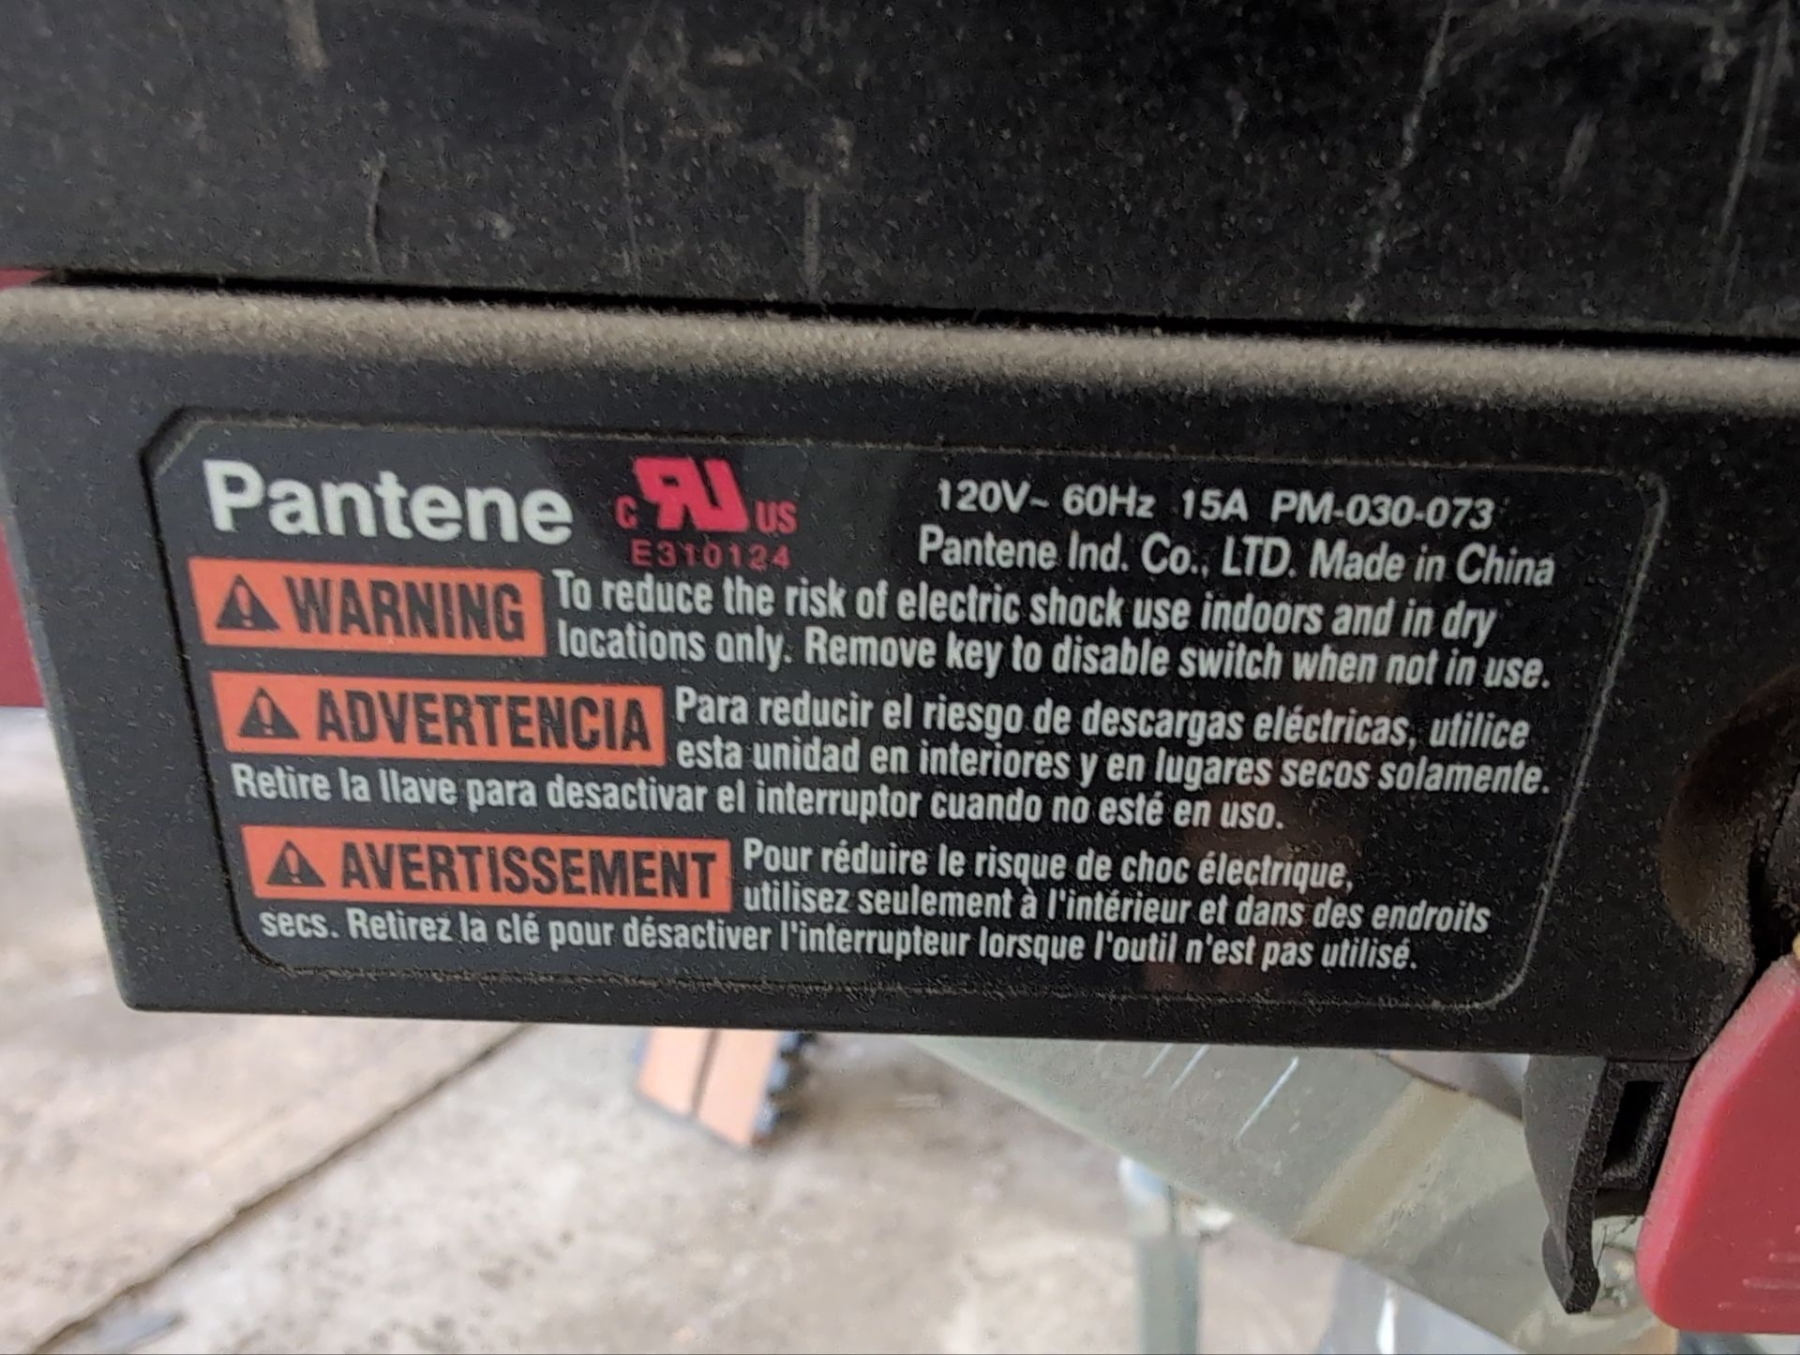 Pantene
C RU US
E310124
120V~ 60Hz 15A PM-030-073
Pantene Ind. Co., LTD. Made in China
WARNING To reduce the risk of electric shock use indoors and in dry
locations only. Remove key to disable switch when not in use.
ADVERTENCIA Para reducir el riesgo de descargas eléctricas, utilice
esta unidad en interiores y en lugares secos solamente.
Retire la llave para desactivar el interruptor cuando no esté en uso.
AVERTISSEMENT Pour réduire le risque de choc électrique,
utilisez seulement à l'intérieur et dans des endroits
secs. Retirez la clé pour désactiver l'interrupteur lorsque l'outil n'est pas utilisé.